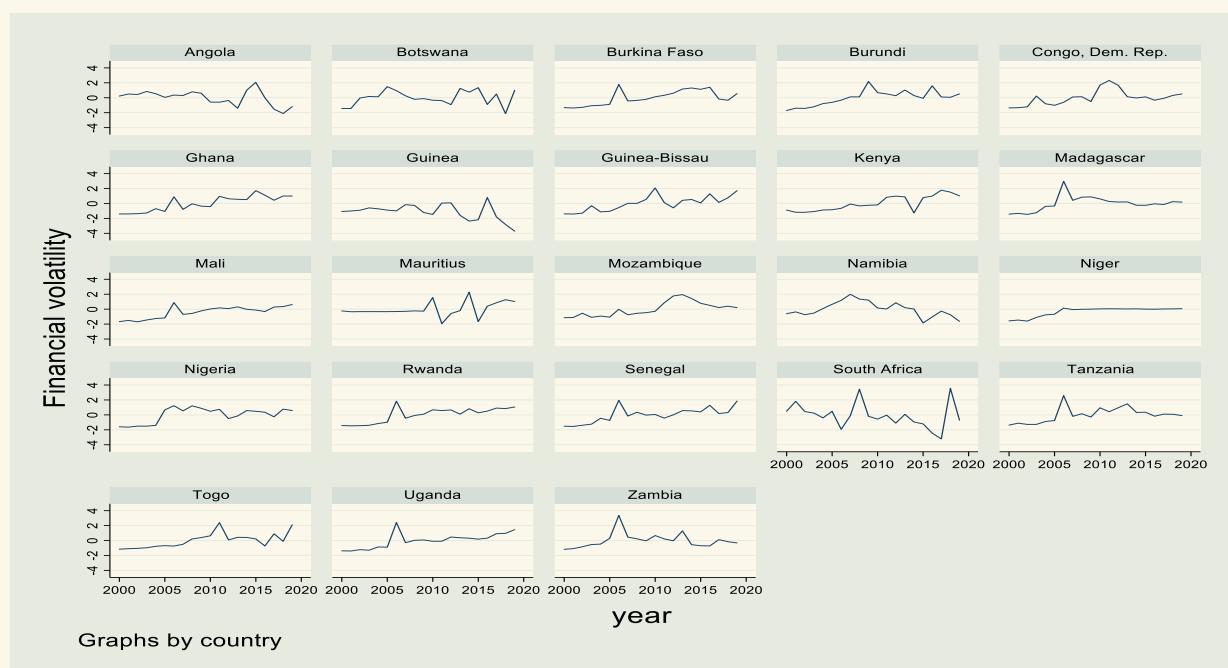 Angola Botswana Burkina Faso Burundi Congo, Dem. Rep.
4
2
0
-2
-4
Ghana Guinea Guinea-Bissau Kenya Madagascar
4
2
0
-2
-4
Mali Mauritius Mozambique Namibia Niger
4
2
0
-2
-4
Nigeria Rwanda Senegal South Africa Tanzania
4
2
0
-2
-4
2000 2005 2010 2015 2020 2000 2005 2010 2015 2020
Togo Uganda Zambia
4
2
0
-2
-4
2000 2005 2010 2015 2020 2000 2005 2010 2015 2020 2000 2005 2010 2015 2020
Financial volatility
year
Graphs by country